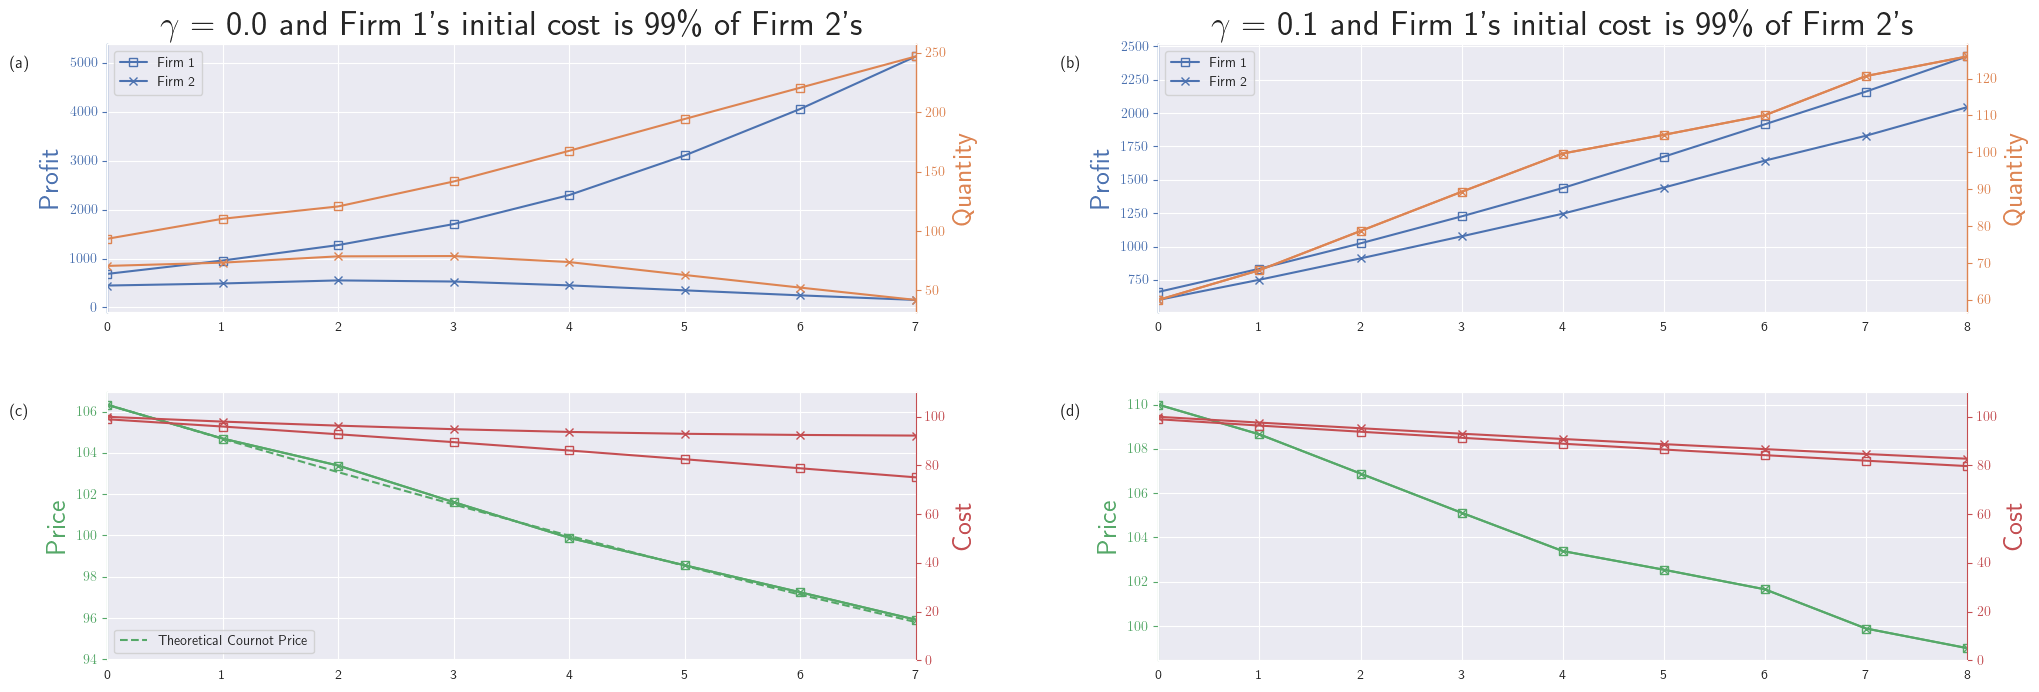 γ = 0.0 and Firm 1's initial cost is 99% of Firm 2's
(a)
Profit
5000
4000
3000
2000
1000
0
Firm 1
Firm 2
250
200
150
100
50
Quantity
0 1 2 3 4 5 6 7
γ = 0.1 and Firm 1's initial cost is 99% of Firm 2's
(b)
Profit
2500
2250
2000
1750
1500
1250
1000
750
Firm 1
Firm 2
120
110
100
90
80
70
60
Quantity
0 1 2 3 4 5 6 7 8
(c)
Price
106
104
102
100
98
96
94
Theoretical Cournot Price
100
80
60
40
20
0
Cost
0 1 2 3 4 5 6 7
(d)
Price
110
108
106
104
102
100
100
80
60
40
20
0
Cost
0 1 2 3 4 5 6 7 8